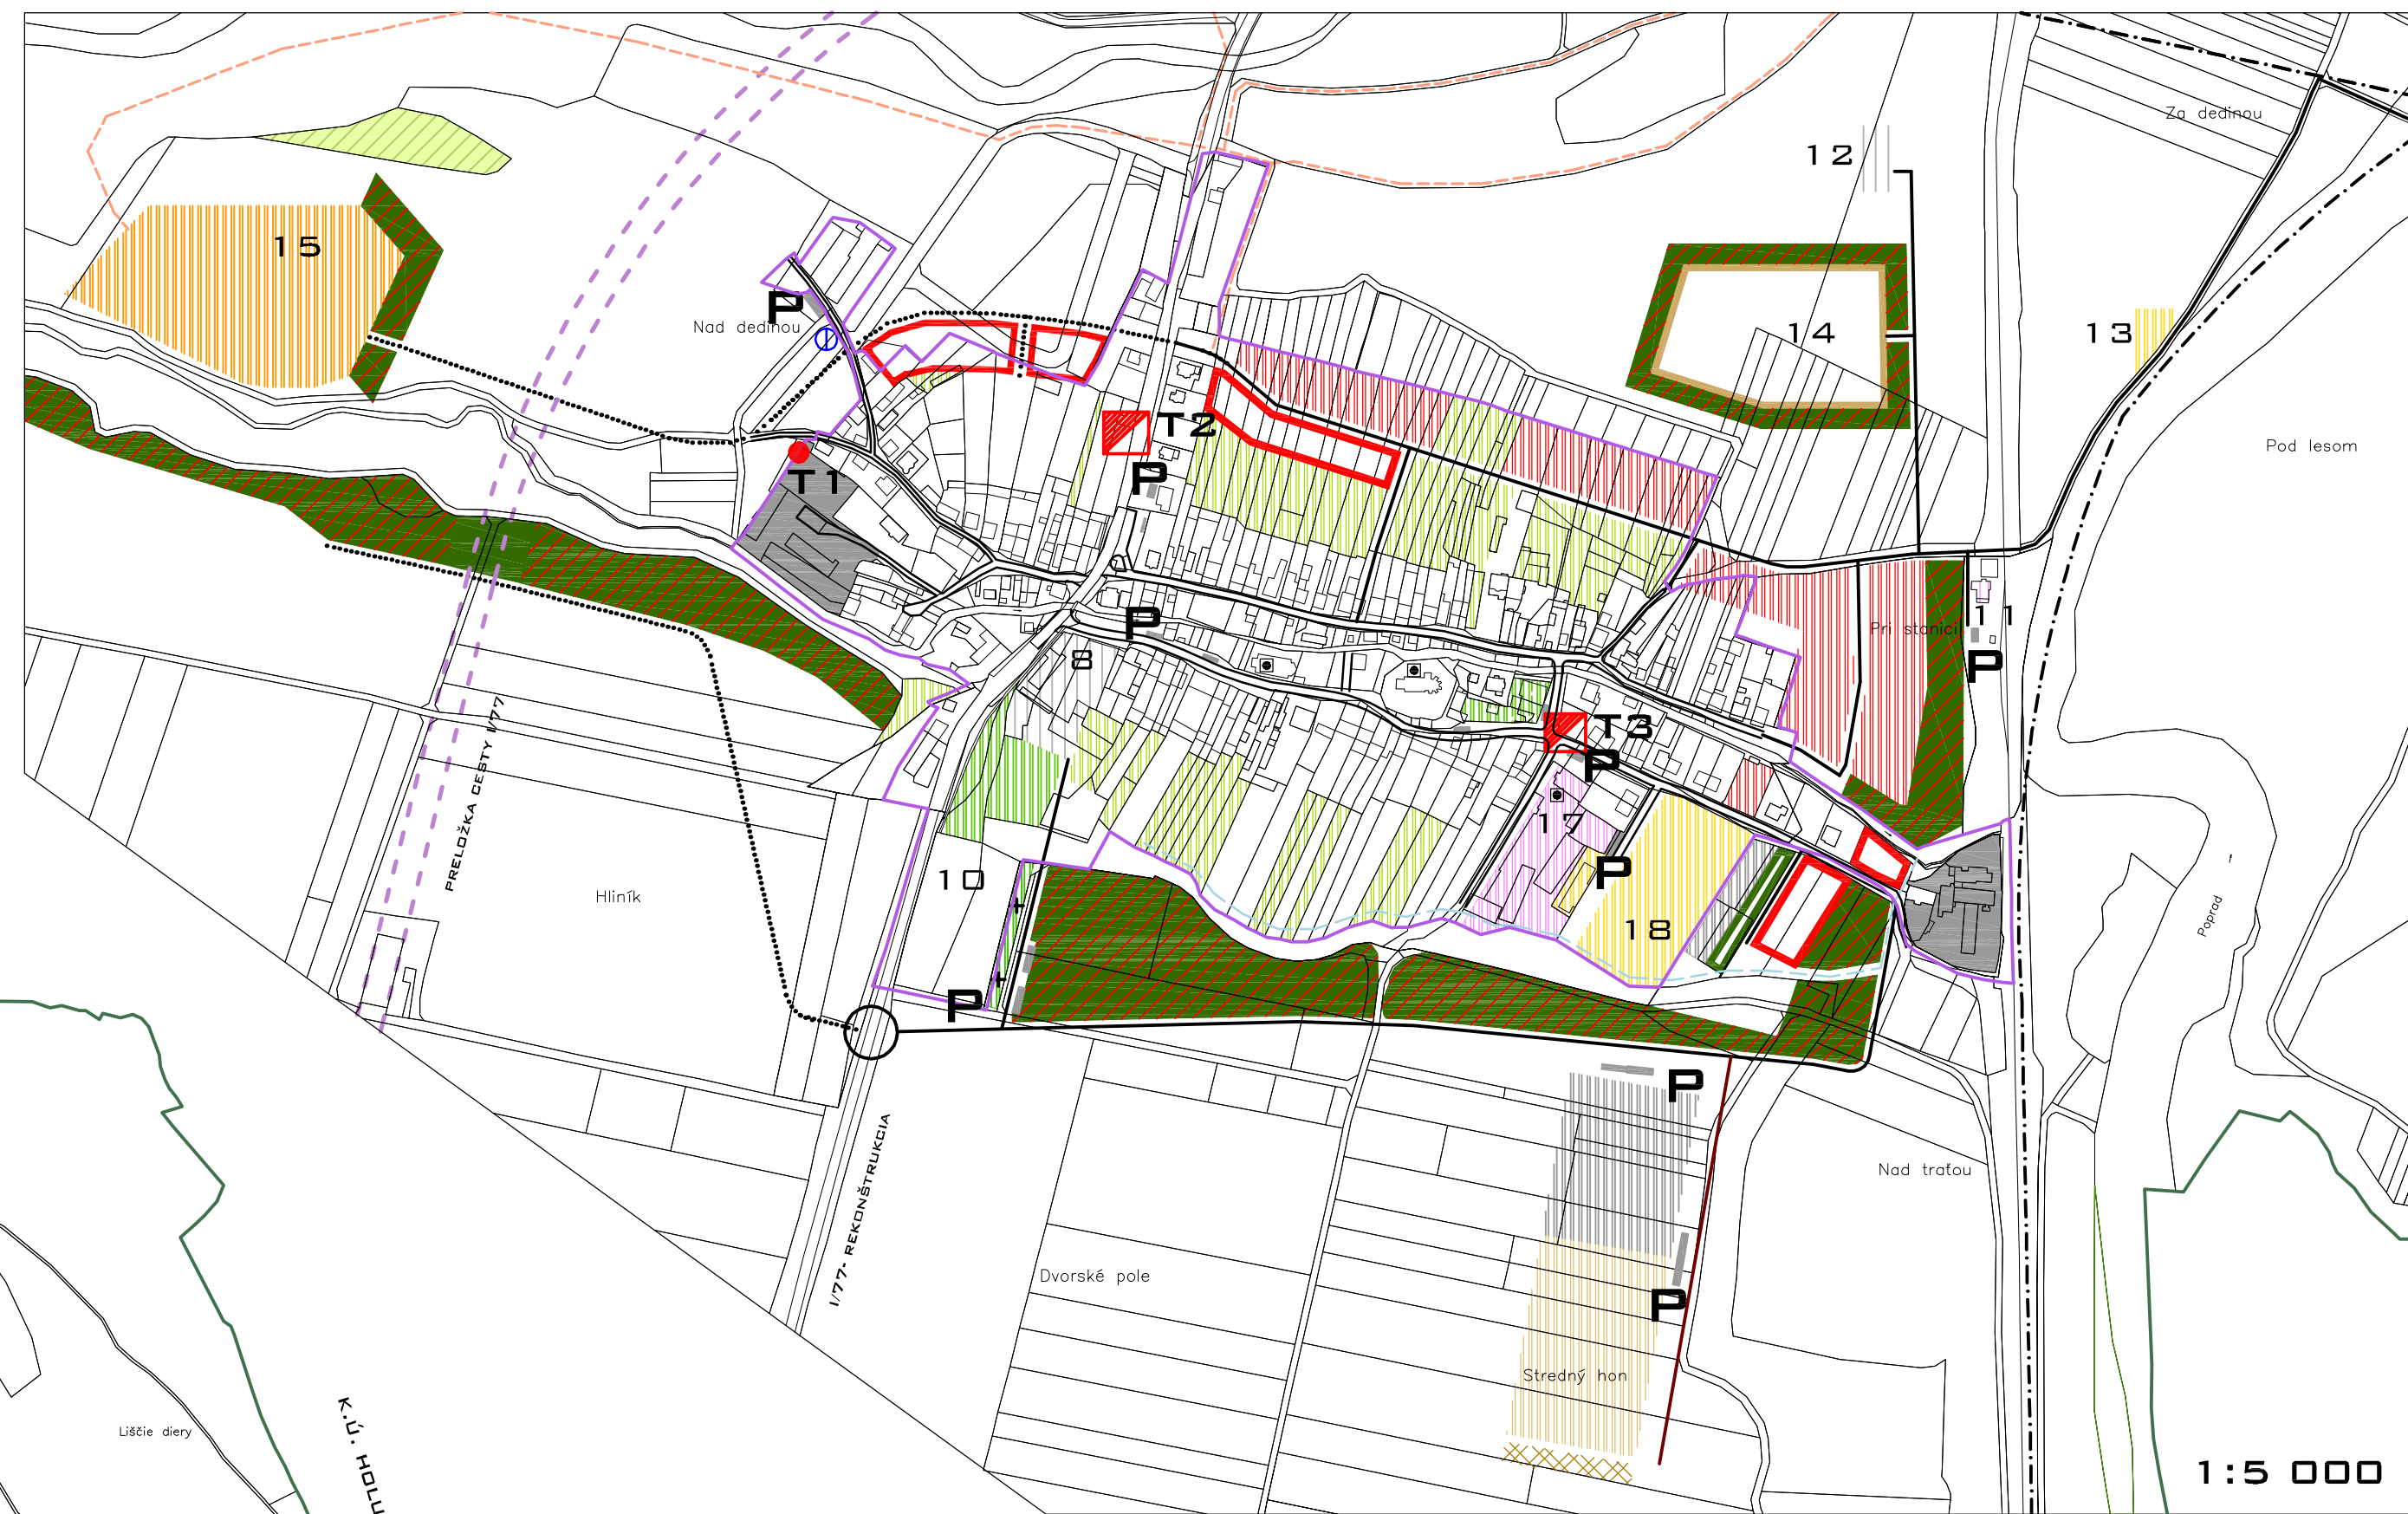 Za dedinou
12
15
P
Nad dedinou
14
13
T2
Pod lesom
P
T1
11
P
Pri stanici
8
P
T3
P
PRELOŽKA CESTY I/77
17
10
P
Hliník
18
Poprad
P
P
I/77- REKONŠTRUKCIA
Nad traťou
Dvorské pole
P
Stredný hon
Liščie diery
K.Ú. HOLU
1:5 000